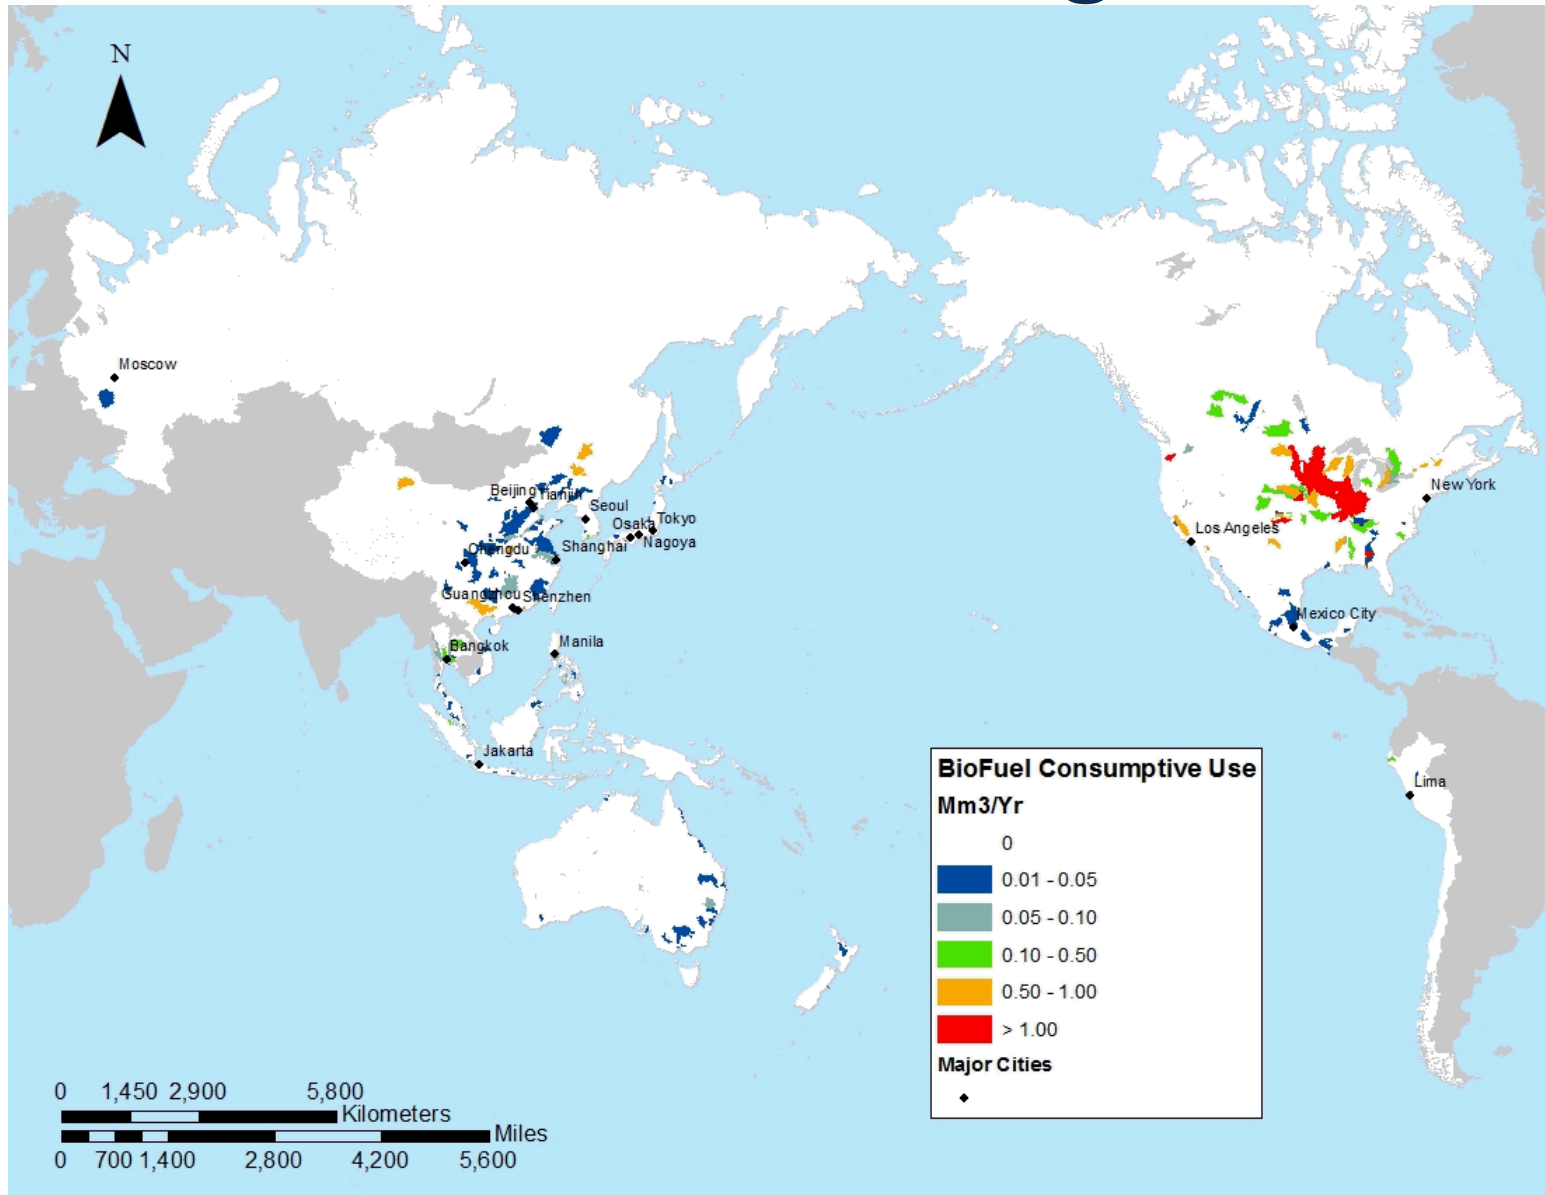 N
Moscow
Beijing
Tianjin
Seoul
Osaka
Tokyo
Nagoya
Chengdu
Shanghai
Guangzhou
Shenzhen
Bangkok
Manila
Jakarta
New York
Los Angeles
Mexico City
Lima
BioFuel Consumptive Use
Mm3/Yr
0
0.01 - 0.05
0.05 - 0.10
0.10 - 0.50
0.50 - 1.00
> 1.00
Major Cities
0 1,450 2,900 5,800
Kilometers
Miles
0 700 1,400 2,800 4,200 5,600